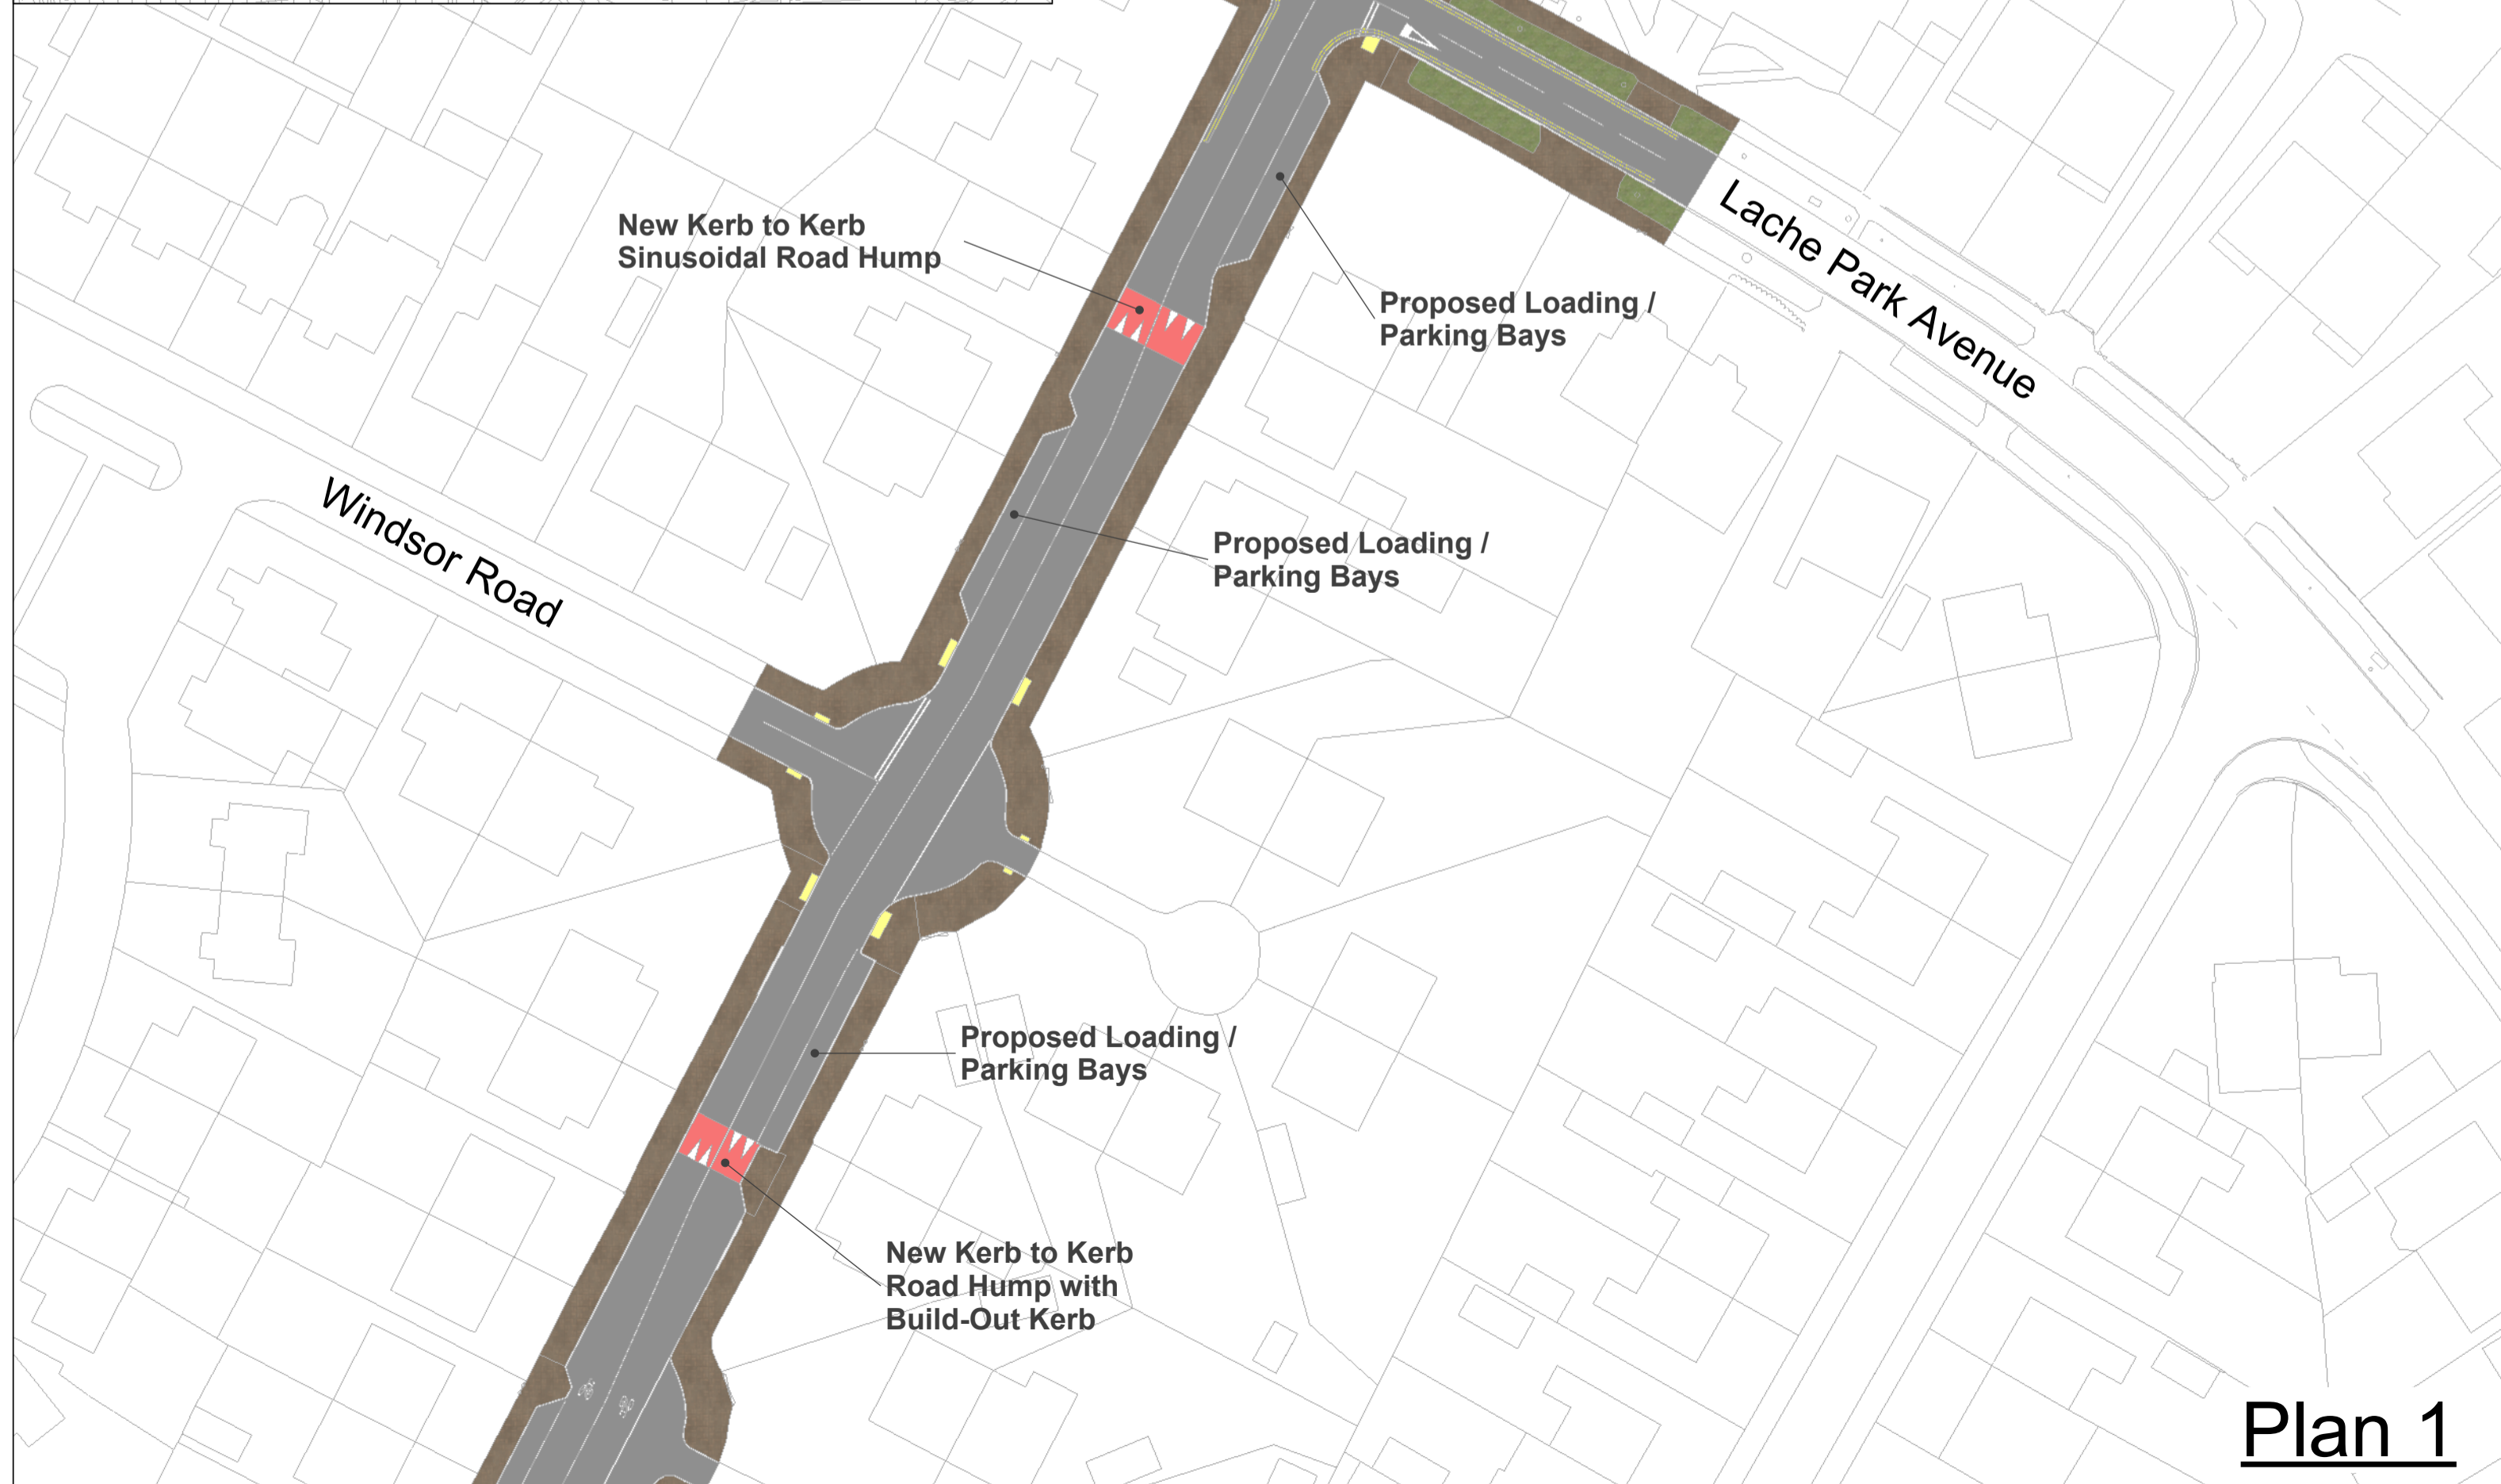 New Kerb to Kerb
Sinusoidal Road Hump
Lache Park Avenue
Proposed Loading /
Parking Bays
Windsor Road
Proposed Loading /
Parking Bays
Proposed Loading /
Parking Bays
New Kerb to Kerb
Road Hump with
Build-Out Kerb
Plan 1